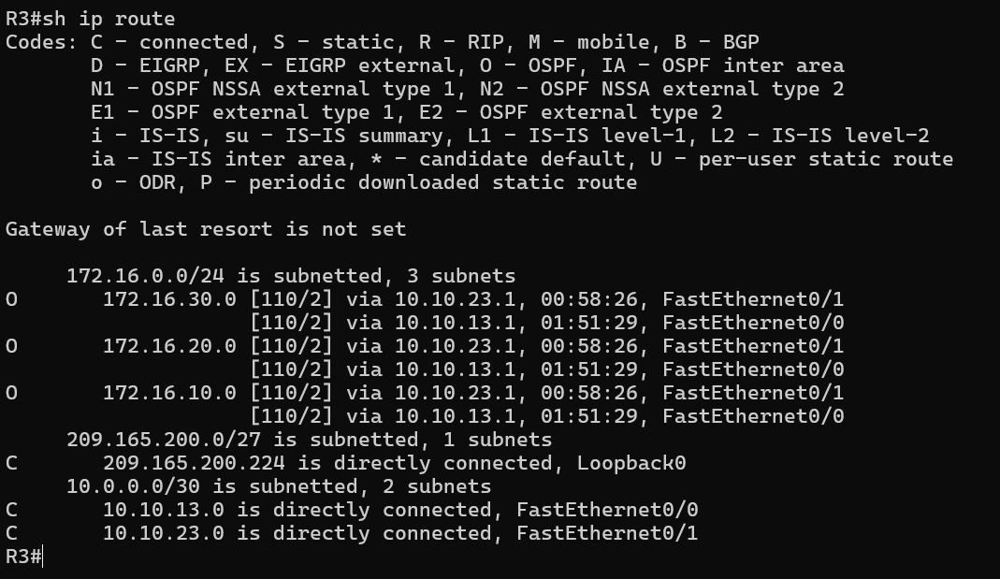 R3#sh ip route
Codes: C - connected, S - static, R - RIP, M - mobile, B - BGP
       D - EIGRP, EX - EIGRP external, O - OSPF, IA - OSPF inter area
       N1 - OSPF NSSA external type 1, N2 - OSPF NSSA external type 2
       E1 - OSPF external type 1, E2 - OSPF external type 2
       i - IS-IS, su - IS-IS summary, L1 - IS-IS level-1, L2 - IS-IS level-2
       ia - IS-IS inter area, * - candidate default, U - per-user static route
       o - ODR, P - periodic downloaded static route

Gateway of last resort is not set

     172.16.0.0/24 is subnetted, 3 subnets
O       172.16.30.0 [110/2] via 10.10.23.1, 00:58:26, FastEthernet0/1
                    [110/2] via 10.10.13.1, 01:51:29, FastEthernet0/0
O       172.16.20.0 [110/2] via 10.10.23.1, 00:58:26, FastEthernet0/1
                    [110/2] via 10.10.13.1, 01:51:29, FastEthernet0/0
O       172.16.10.0 [110/2] via 10.10.23.1, 00:58:26, FastEthernet0/1
                    [110/2] via 10.10.13.1, 01:51:29, FastEthernet0/0
     209.165.200.0/27 is subnetted, 1 subnets
C       209.165.200.224 is directly connected, Loopback0
     10.0.0.0/30 is subnetted, 2 subnets
C       10.10.13.0 is directly connected, FastEthernet0/0
C       10.10.23.0 is directly connected, FastEthernet0/1
R3#